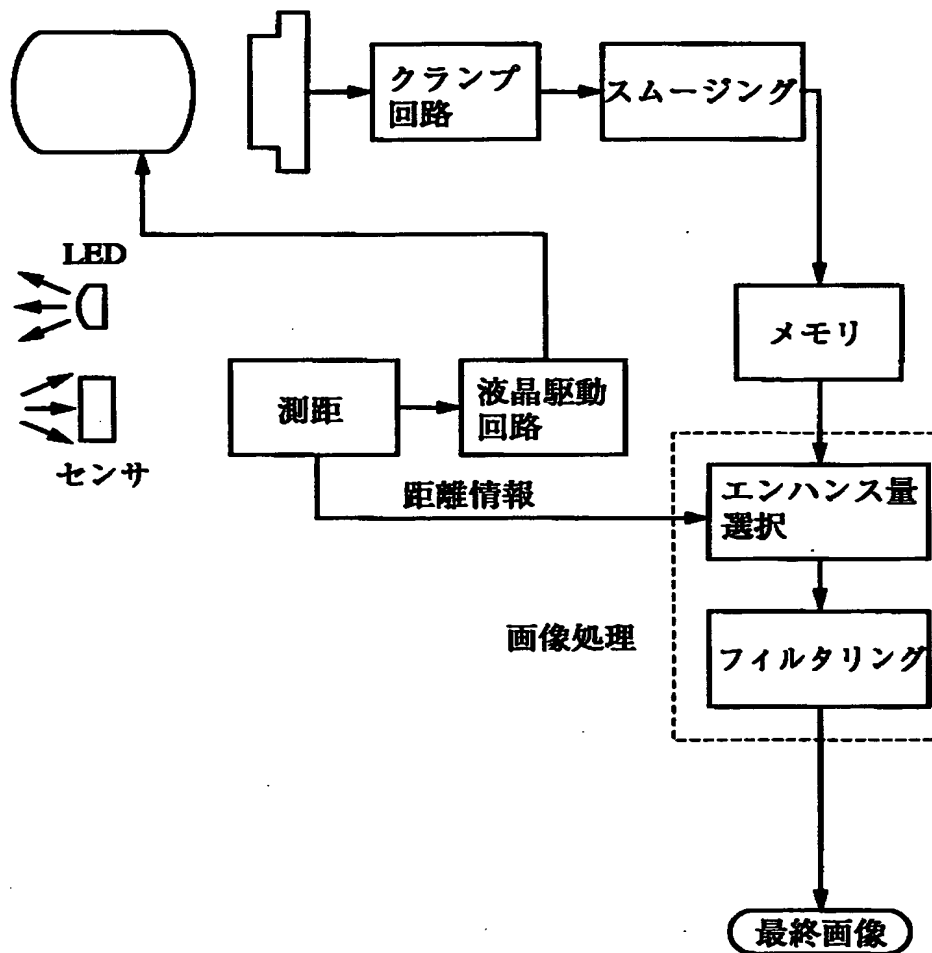 クランプ
回路
スムージング
LED
メモリ
測距
液晶駆動
回路
センサ
距離情報
エンハンス量
選択
画像処理
フィルタリング
最終画像